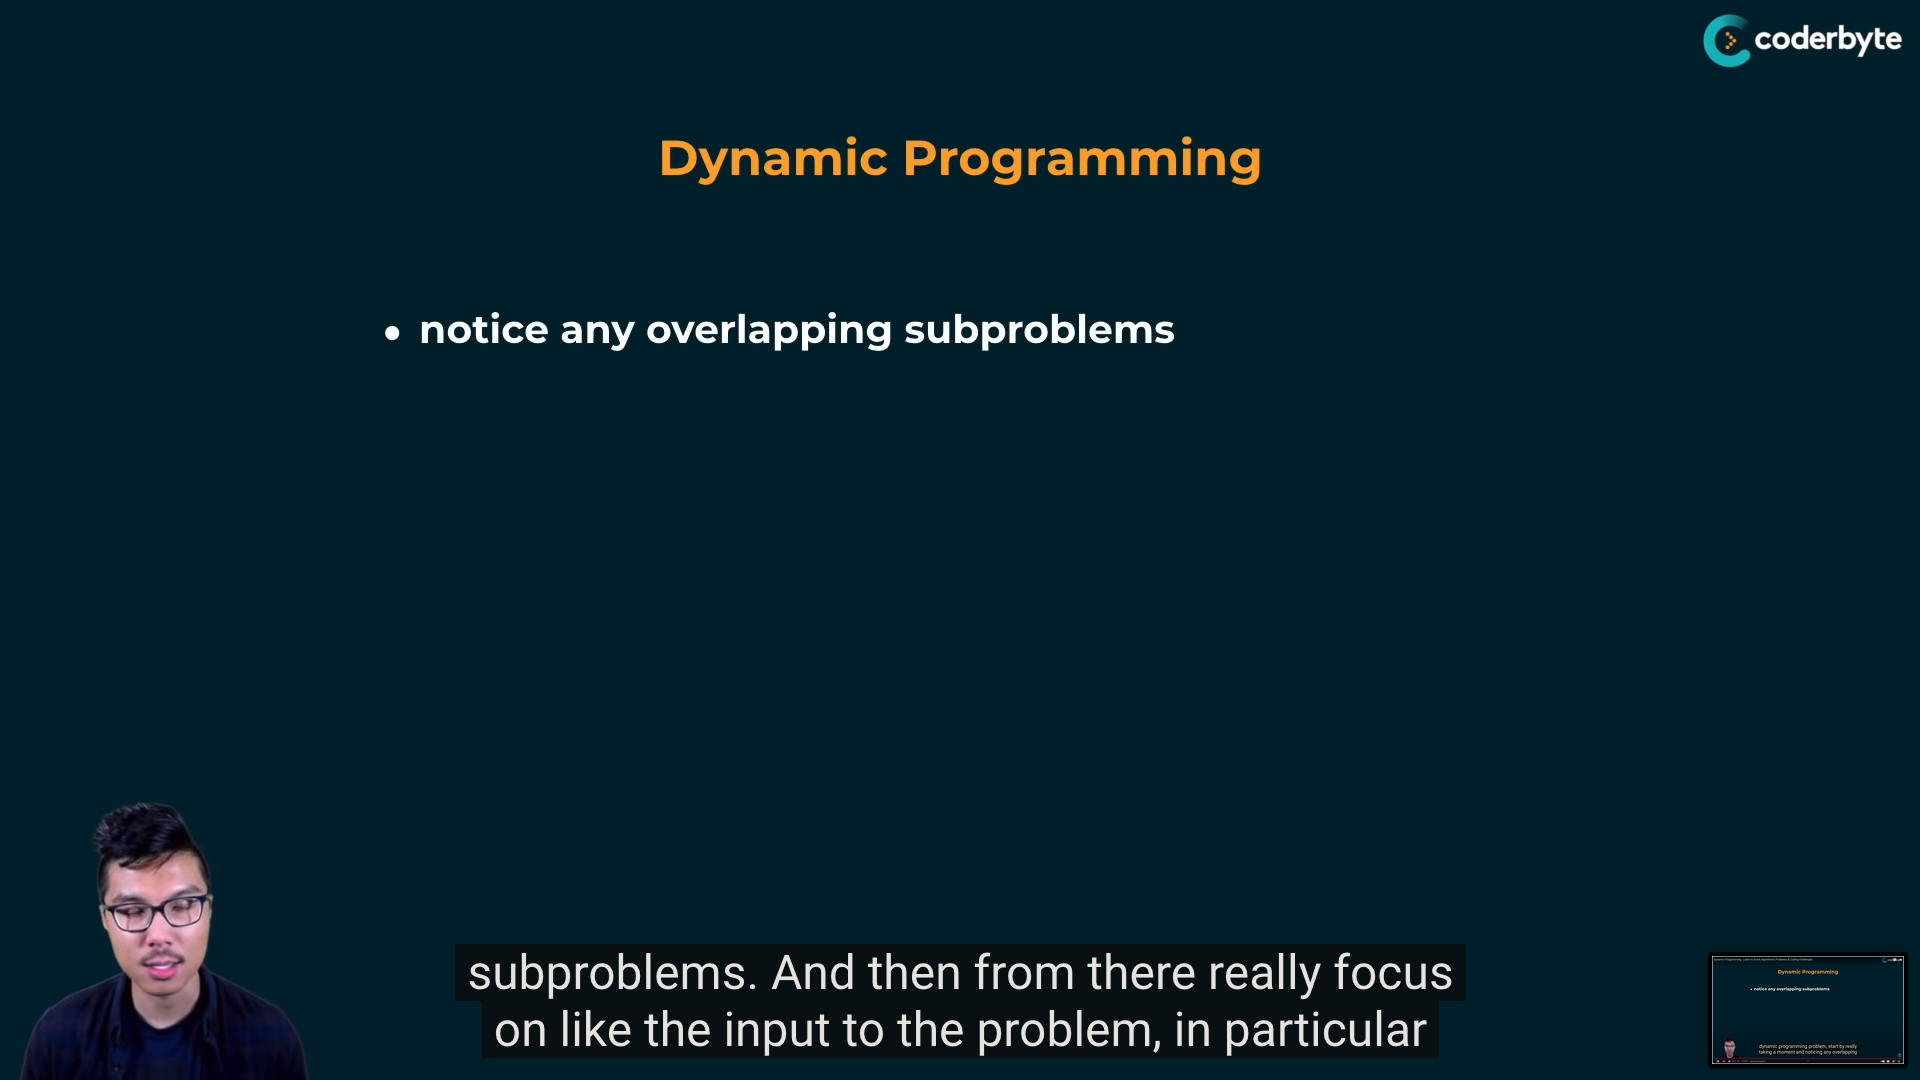 coderbyte
Dynamic Programming
• notice any overlapping subproblems
subproblems. And then from there really focus
on like the input to the problem, in particular
Dynamic Programming
• notice any overlapping subproblems
dynamic programming problem, start by really
taking a moment and noticing any overlapping